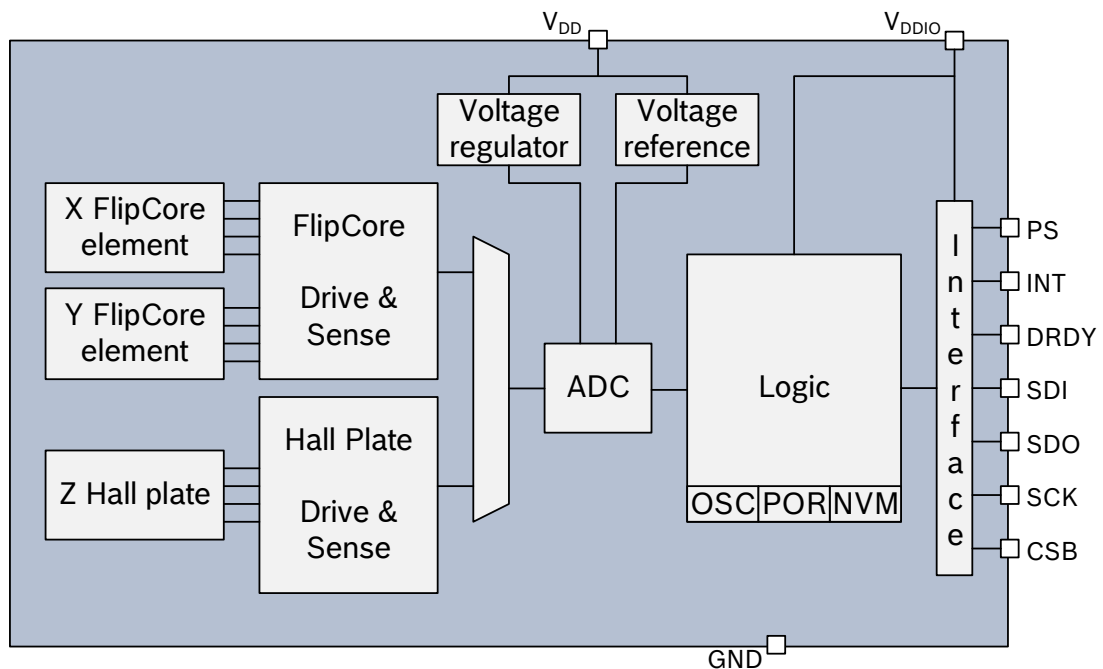 VDD
VDDIO
Voltage
regulator
Voltage
reference
X FlipCore
element
Y FlipCore
element
FlipCore
Drive &
Sense
Hall Plate
Drive &
Sense
Z Hall plate
ADC
Logic
OSC
POR
NVM
Interface
PS
INT
DRDY
SDI
SDO
SCK
CSB
GND